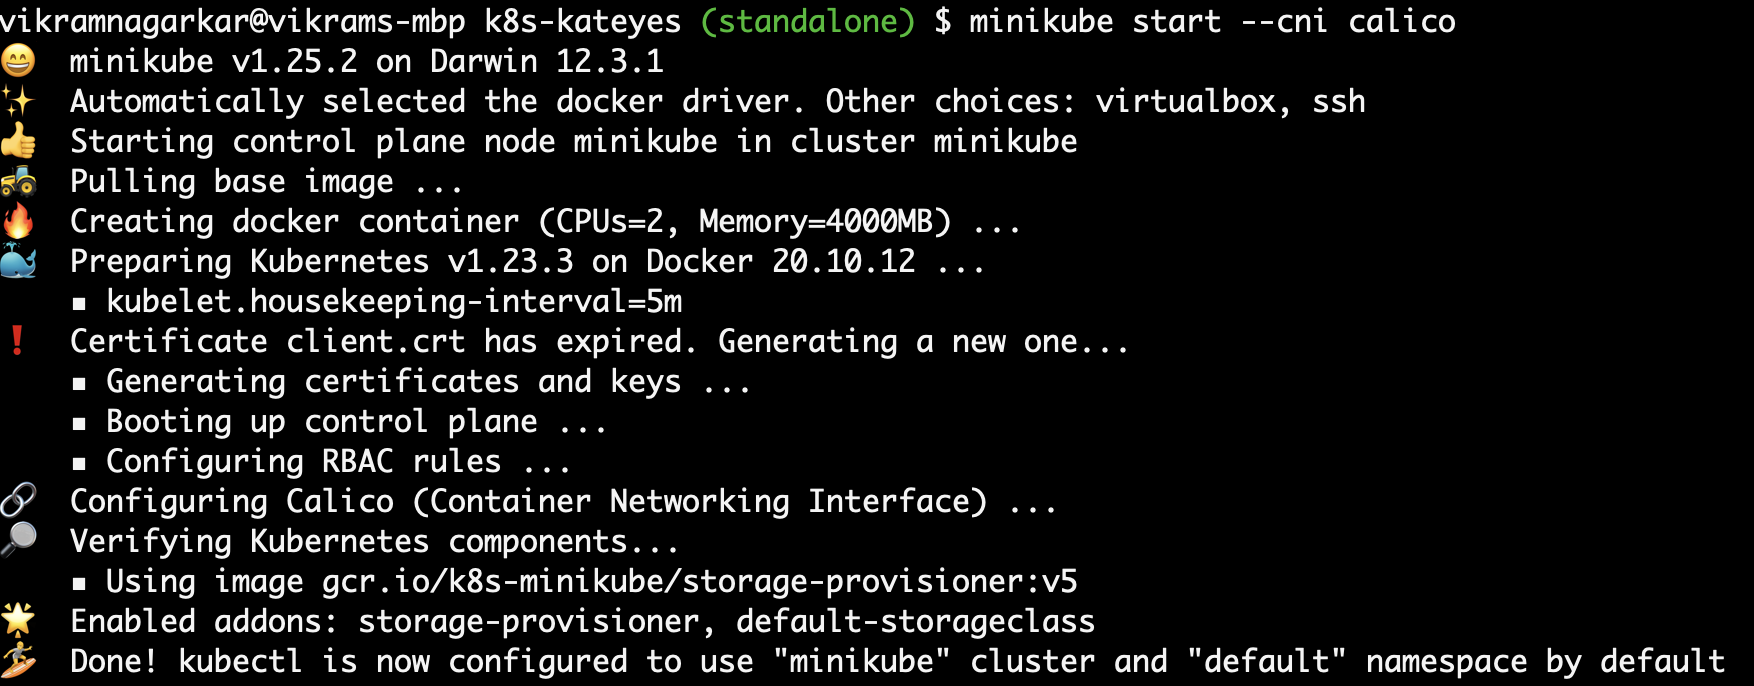 vikramnagarkar@vikrams-mbp k8s-kateyes (standalone) $ minikube start --cni calico
😄 minikube v1.25.2 on Darwin 12.3.1
✨ Automatically selected the docker driver. Other choices: virtualbox, ssh
👍 Starting control plane node minikube in cluster minikube
🚜 Pulling base image ...
🔥 Creating docker container (CPUs=2, Memory=4000MB) ...
🐳 Preparing Kubernetes v1.23.3 on Docker 20.10.12 ...
▪ kubelet.housekeeping-interval=5m
❗ Certificate client.crt has expired. Generating a new one...
▪ Generating certificates and keys ...
▪ Booting up control plane ...
▪ Configuring RBAC rules ...
🔗 Configuring Calico (Container Networking Interface) ...
🔎 Verifying Kubernetes components...
▪ Using image gcr.io/k8s-minikube/storage-provisioner:v5
🌟 Enabled addons: storage-provisioner, default-storageclass
🏄 Done! kubectl is now configured to use "minikube" cluster and "default" namespace by default